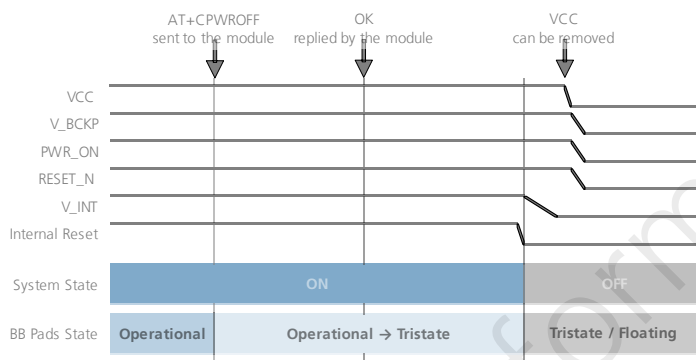 AT+CPWROFF
sent to the module
OK
replied by the module
VCC
can be removed
VCC
V_BCKP
PWR_ON
RESET_N
V_INT
Internal Reset
System State
ON
OFF
BB Pads State
Operational
Operational → Tristate
Tristate / Floating